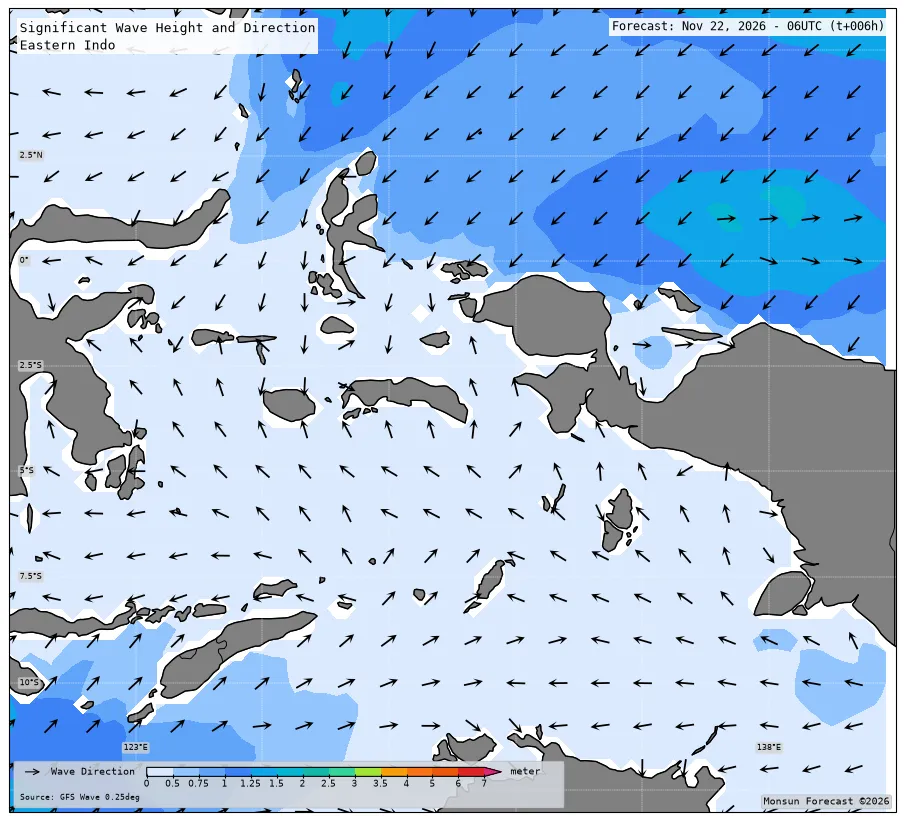 Significant Wave Height and Direction
Eastern Indo
Forecast: Nov 22, 2026 - 06UTC (t+006h)
2.5°N
0°
2.5°S
5°S
7.5°S
10°S
123°E
138°E
Wave Direction
meter
0 0.5 0.75 1 1.25 1.5 2 2.5 3 3.5 4 5 6 7
Source: GFS Wave 0.25deg
Monsun Forecast ©2026